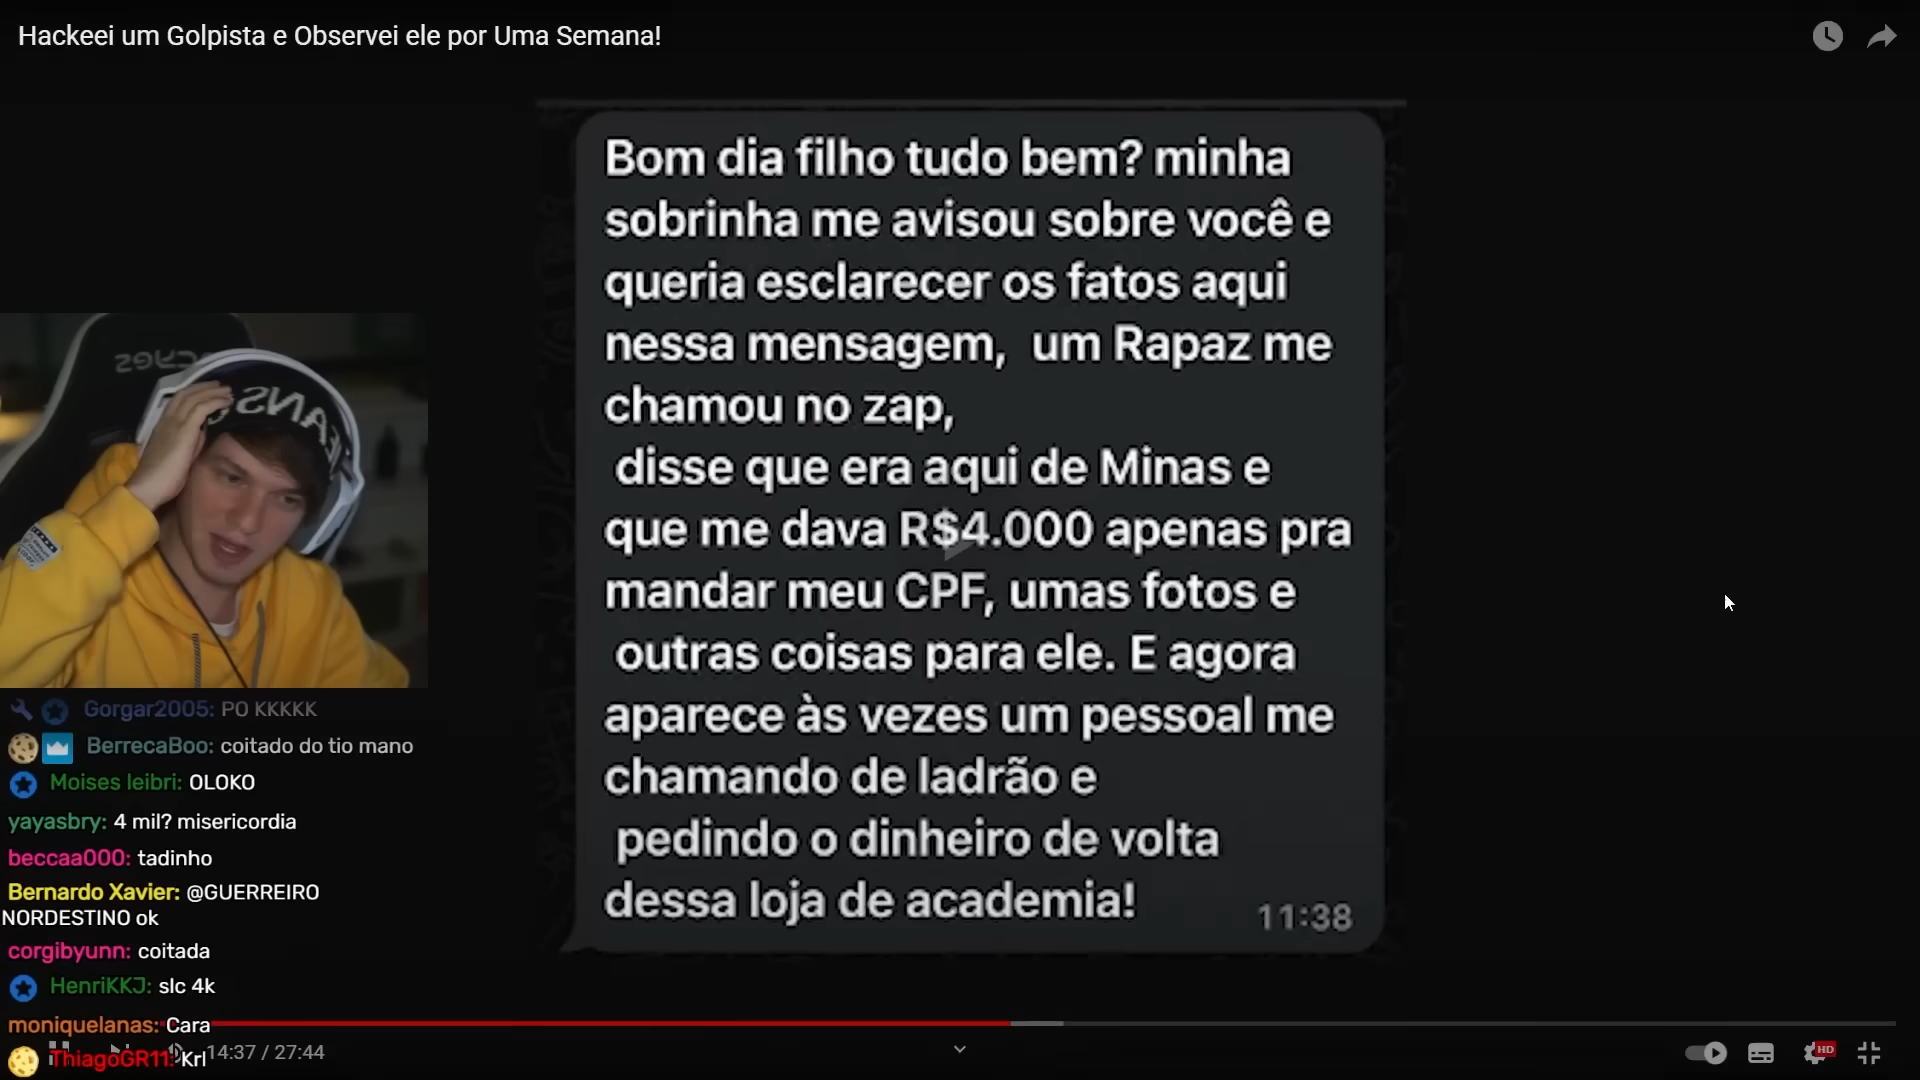 Hackeei um Golpista e Observei ele por Uma Semana!
Bom dia filho tudo bem? minha
sobrinha me avisou sobre você e
queria esclarecer os fatos aqui
nessa mensagem, um Rapaz me
chamou no zap,
disse que era aqui de Minas e
que me dava R$4.000 apenas pra
mandar meu CPF, umas fotos e
outras coisas para ele. E agora
aparece às vezes um pessoal me
chamando de ladrão e
pedindo o dinheiro de volta
dessa loja de academia!
11:38
Gorgar2005: PO KKKKK
BerrecaBoo: coitado do tio mano
Moises leibri: OLOKO
yayasbry: 4 mil? misericordia
beccaa000: tadinho
Bernardo Xavier: @GUERREIRO
NORDESTINO ok
corgibyunn: coitada
HenriKKJ: slc 4k
moniquelanas: Cara
ThiagoGR11: Krl
14:37 / 27:44
HD